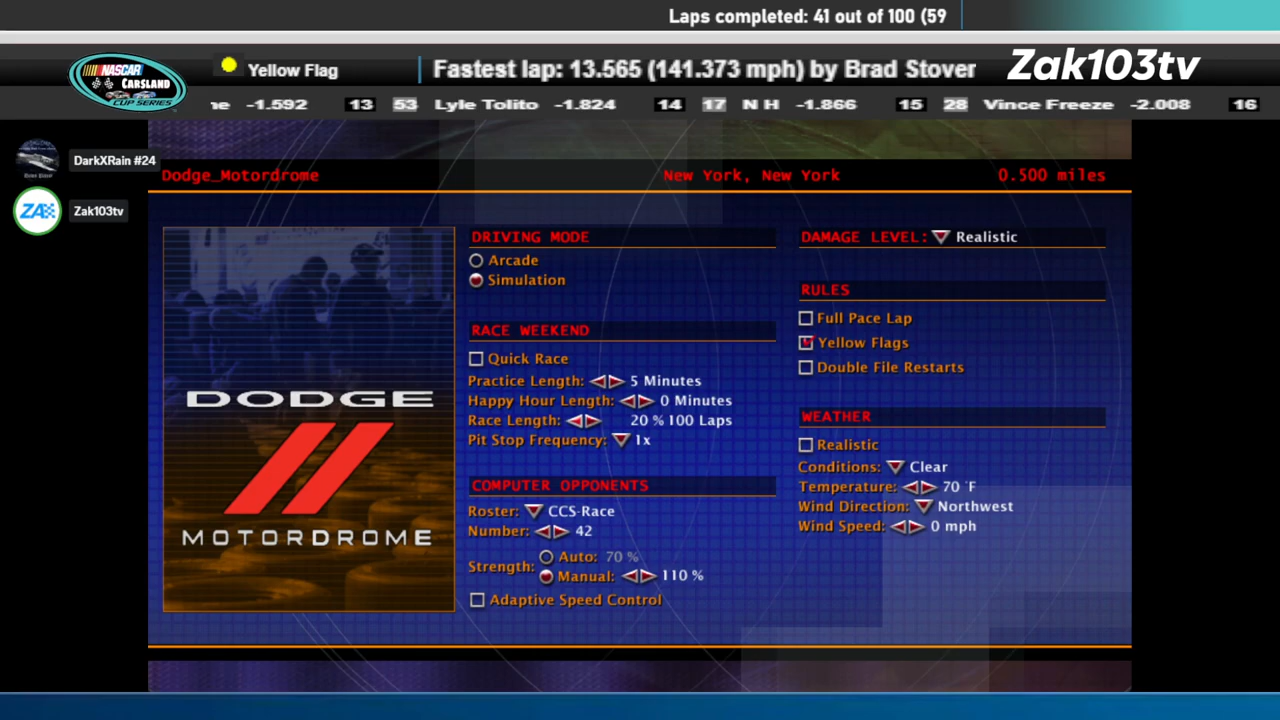 Laps completed: 41 out of 100 (59
NASCAR
CARSLAND
CUP SERIES
Yellow Flag
Fastest lap: 13.565 (141.373 mph) by Brad Stover
Zak103tv
ne -1.592 13 53 Lyle Tolito -1.824 14 17 N H -1.866 15 28 Vince Freeze -2.008 16
DarkXRain #24
ZAK
Zak103tv
Dodge_Motordrome New York, New York 0.500 miles
DRIVING MODE
Arcade
Simulation
RACE WEEKEND
Quick Race
Practice Length: 5 Minutes
Happy Hour Length: 0 Minutes
Race Length: 20 % 100 Laps
Pit Stop Frequency: 1x
COMPUTER OPPONENTS
Roster: CCS-Race
Number: 42
Strength: Auto: 70 %
Manual: 110 %
Adaptive Speed Control
DAMAGE LEVEL: Realistic
RULES
Full Pace Lap
Yellow Flags
Double File Restarts
WEATHER
Realistic
Conditions: Clear
Temperature: 70 °F
Wind Direction: Northwest
Wind Speed: 0 mph
DODGE
MOTORDROME